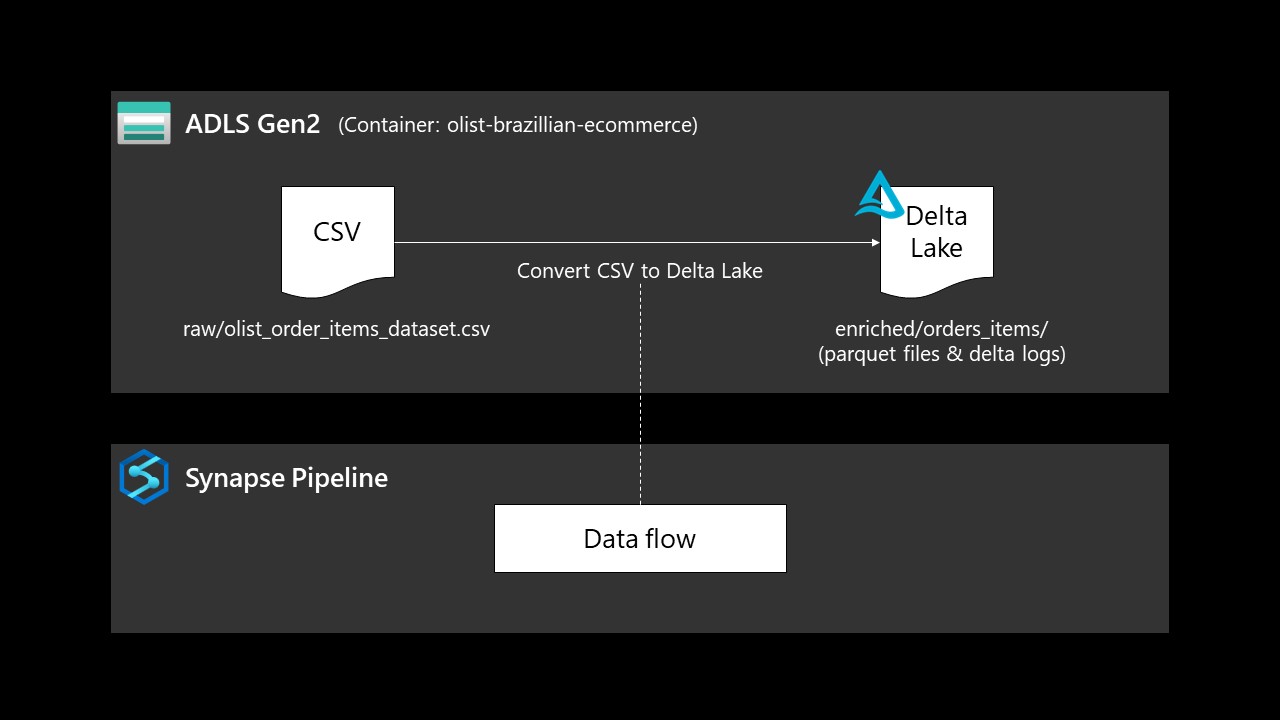 ADLS Gen2 (Container: olist-brazillian-ecommerce)
CSV
Delta
Lake
Convert CSV to Delta Lake
raw/olist_order_items_dataset.csv
enriched/orders_items/
(parquet files & delta logs)
Synapse Pipeline
Data flow